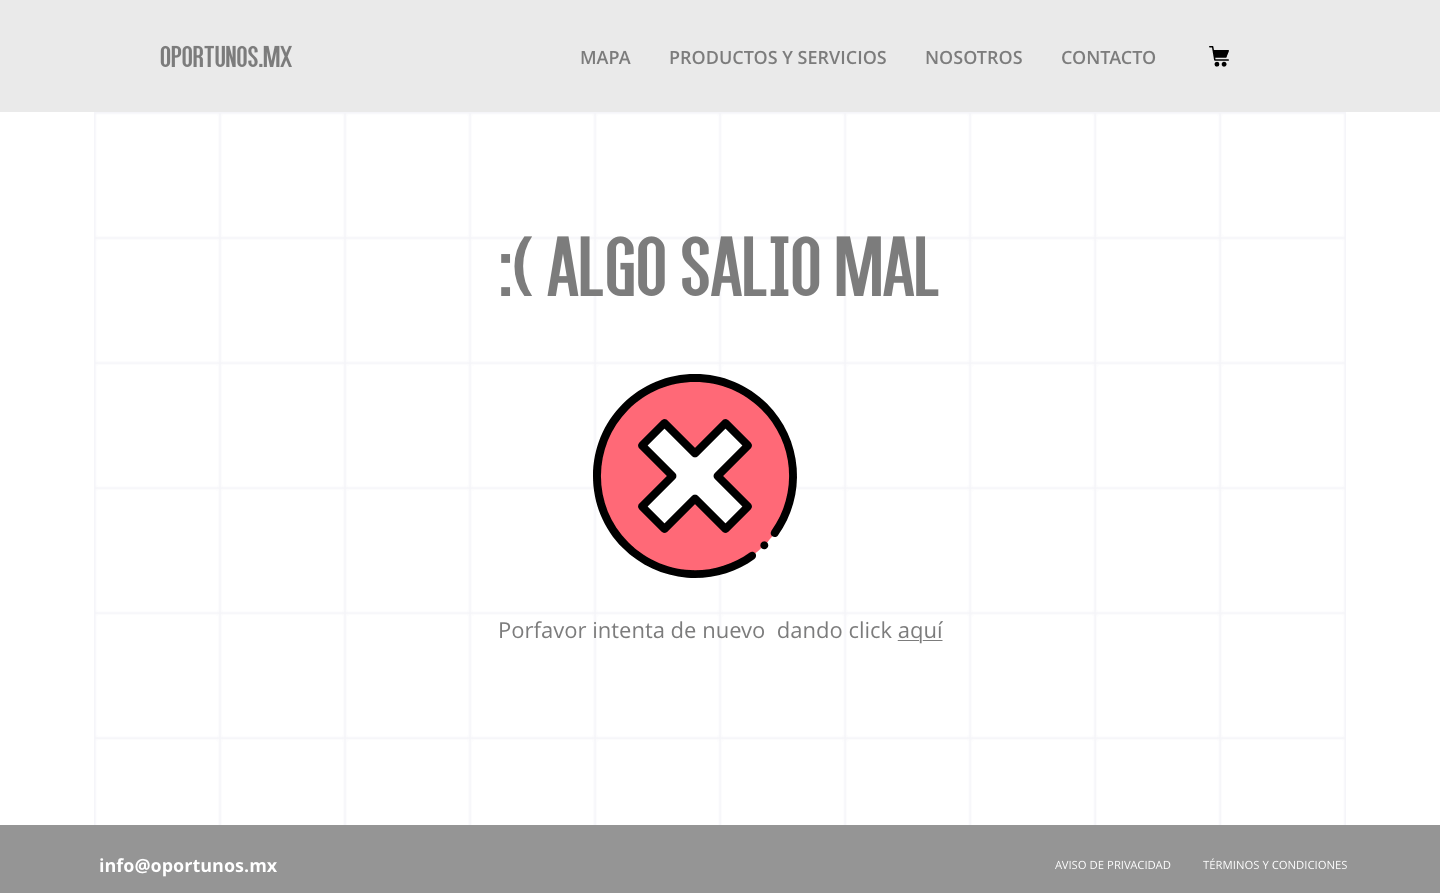 OPORTUNOS.MX
MAPA PRODUCTOS Y SERVICIOS NOSOTROS CONTACTO
:( ALGO SALIO MAL
Porfavor intenta de nuevo  dando click aquí
info@oportunos.mx
AVISO DE PRIVACIDAD TÉRMINOS Y CONDICIONES